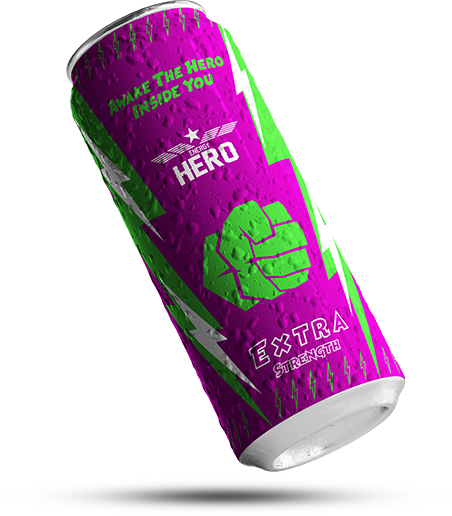 Awake The Hero
Inside You
ENERGY
HERO
Extra
Strength